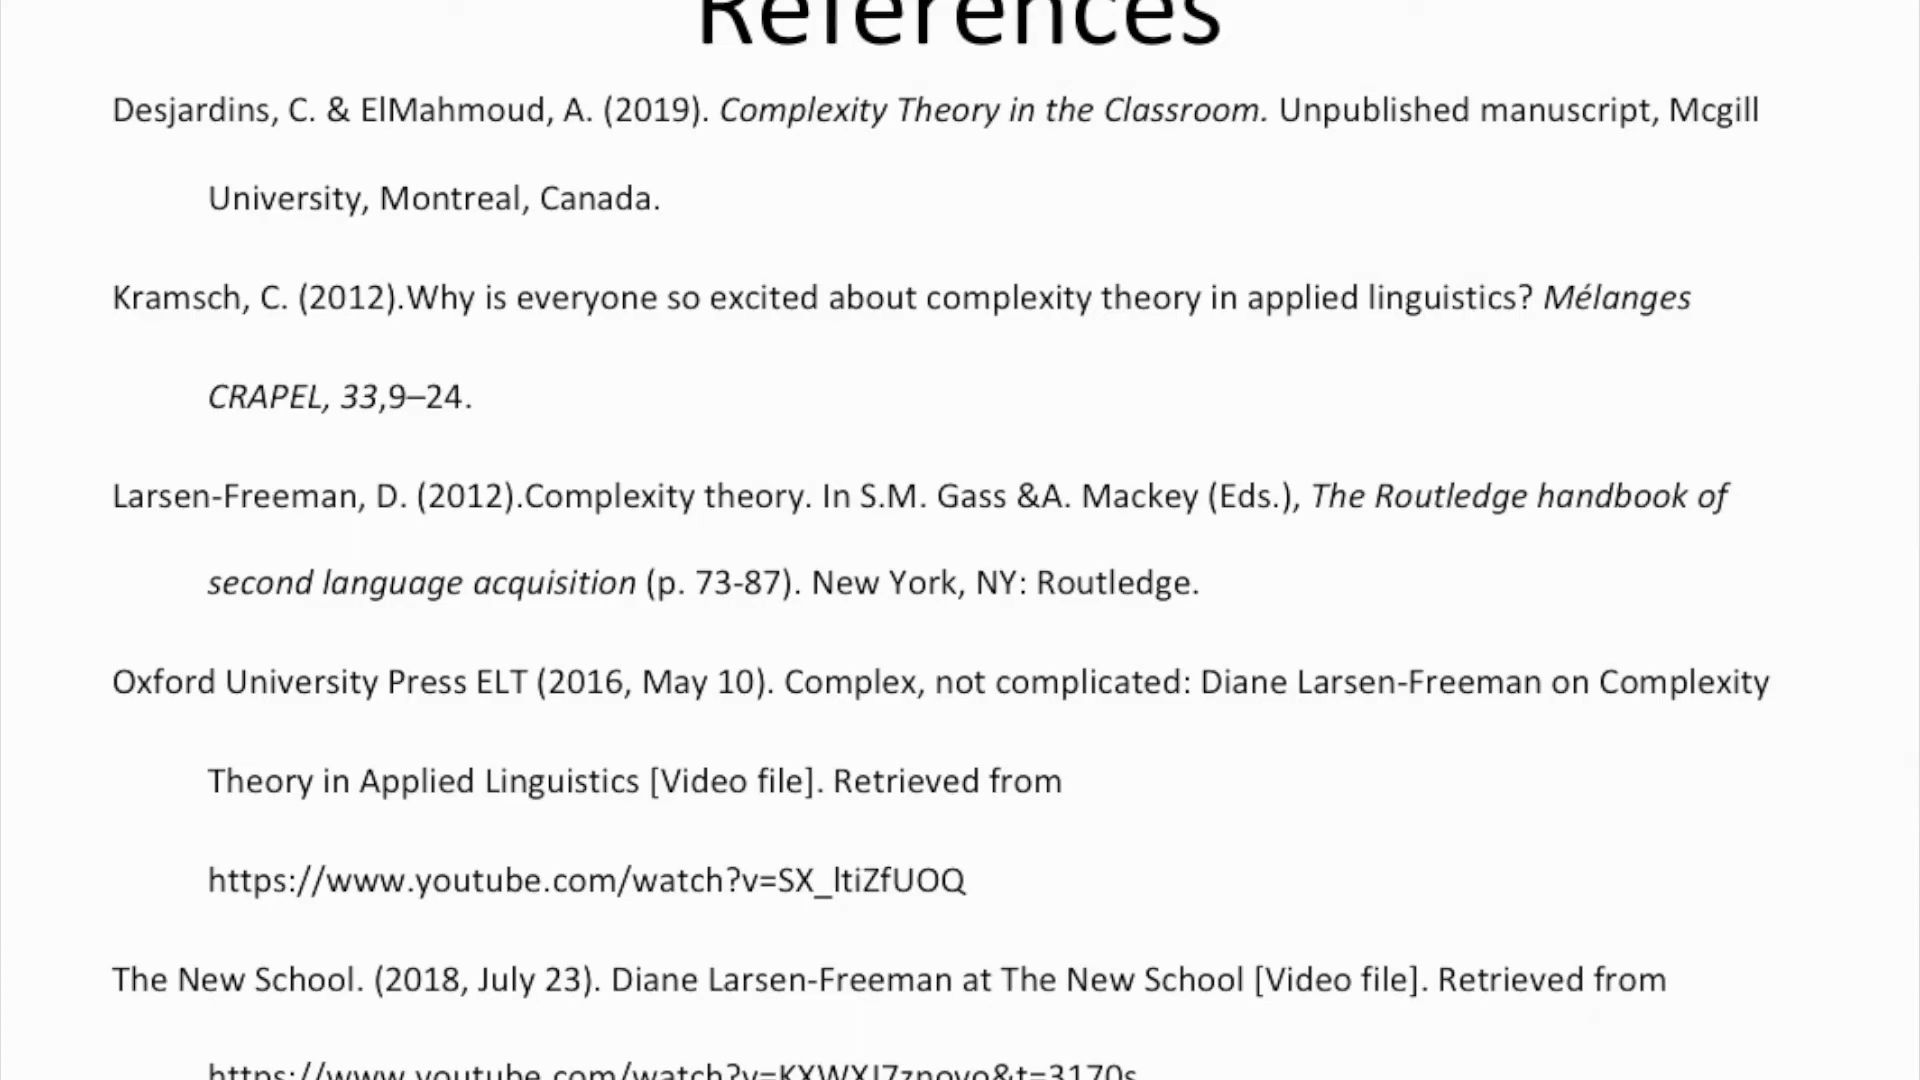 References
Desjardins, C. & ElMahmoud, A. (2019). Complexity Theory in the Classroom. Unpublished manuscript, Mcgill
University, Montreal, Canada.
Kramsch, C. (2012).Why is everyone so excited about complexity theory in applied linguistics? Mélanges
CRAPEL, 33,9–24.
Larsen-Freeman, D. (2012).Complexity theory. In S.M. Gass &A. Mackey (Eds.), The Routledge handbook of
second language acquisition (p. 73-87). New York, NY: Routledge.
Oxford University Press ELT (2016, May 10). Complex, not complicated: Diane Larsen-Freeman on Complexity
Theory in Applied Linguistics [Video file]. Retrieved from
https://www.youtube.com/watch?v=SX_ltiZfUOQ
The New School. (2018, July 23). Diane Larsen-Freeman at The New School [Video file]. Retrieved from